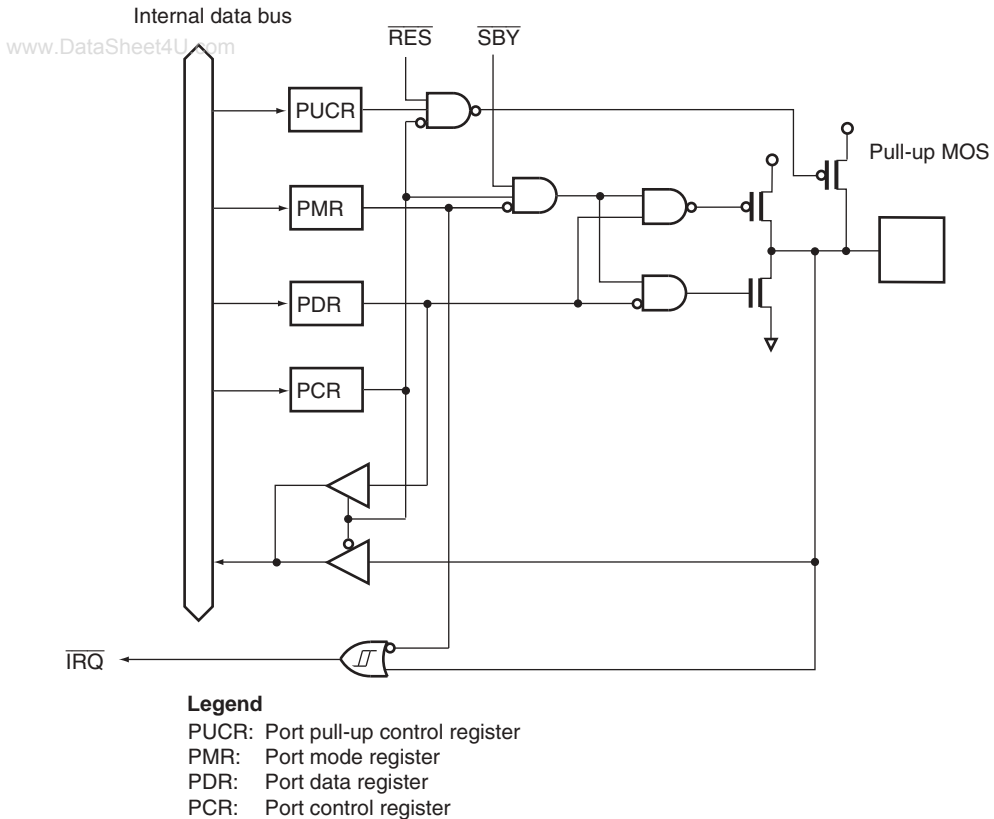 Internal data bus
www.DataSheet4U.com
RES
SBY
PUCR
Pull-up MOS
PMR
PDR
PCR
IRQ
Legend
PUCR: Port pull-up control register
PMR: Port mode register
PDR: Port data register
PCR: Port control register